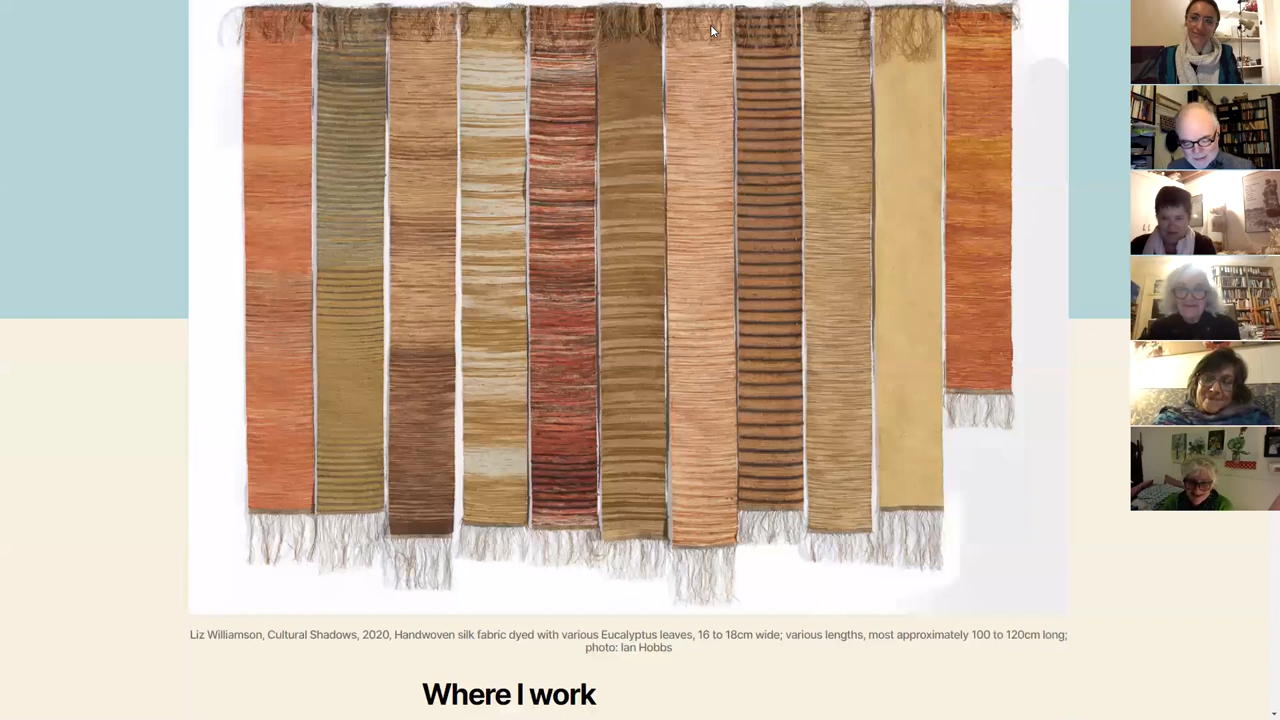 Liz Williamson, Cultural Shadows, 2020, Handwoven silk fabric dyed with various Eucalyptus leaves, 16 to 18cm wide; various lengths, most approximately 100 to 120cm long;
photo: Ian Hobbs
Where I work